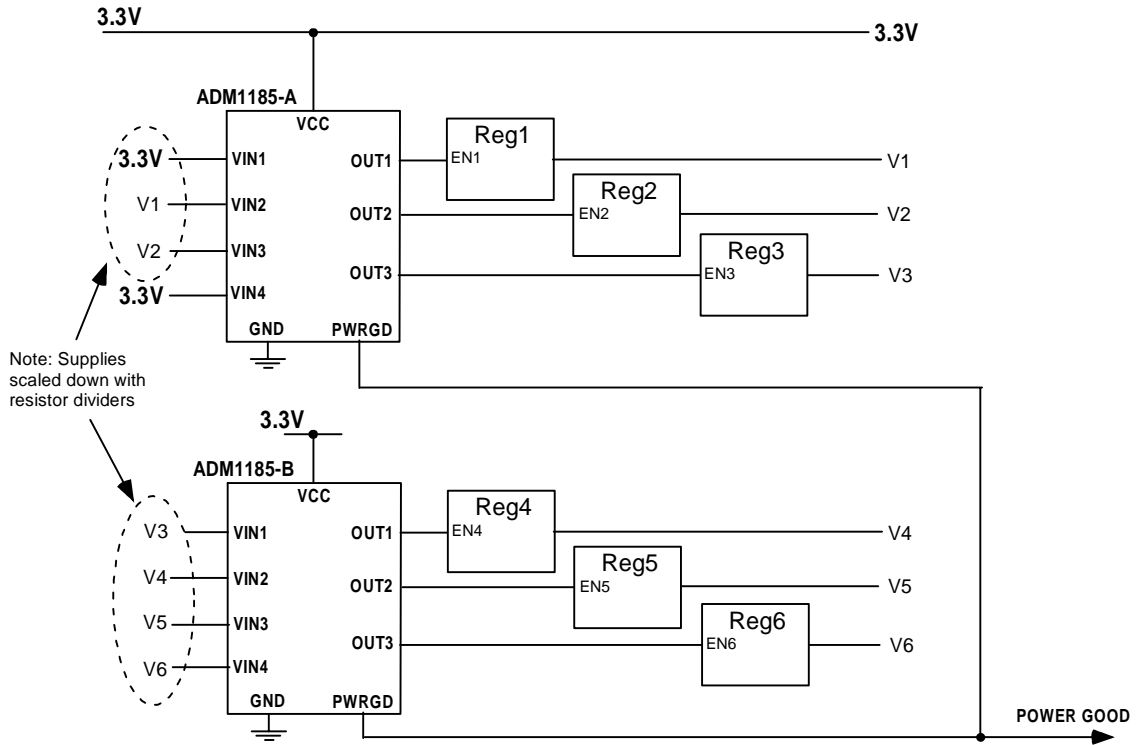 3.3V
3.3V
ADM1185-A
VCC
3.3V
VIN1
OUT1
EN1
Reg1
V1
V1
VIN2
OUT2
EN2
Reg2
V2
V2
VIN3
OUT3
EN3
Reg3
V3
3.3V
VIN4
GND
PWRGD
Note: Supplies
scaled down with
resistor dividers
3.3V
ADM1185-B
VCC
V3
VIN1
OUT1
EN4
Reg4
V4
V4
VIN2
OUT2
EN5
Reg5
V5
V5
VIN3
OUT3
EN6
Reg6
V6
V6
VIN4
GND
PWRGD
POWER GOOD